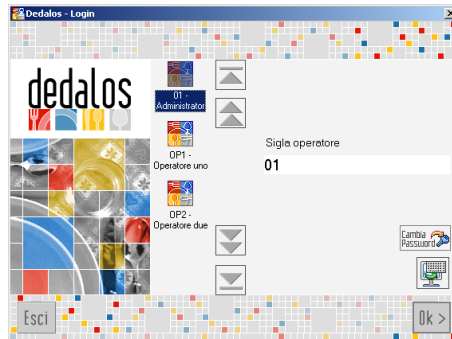 Dedalos - Login
dedalos
01 -
Administrator
OP1 -
Operatore uno
OP2 -
Operatore due
Sigla operatore
01
Cambia
Password
Esci
Ok >